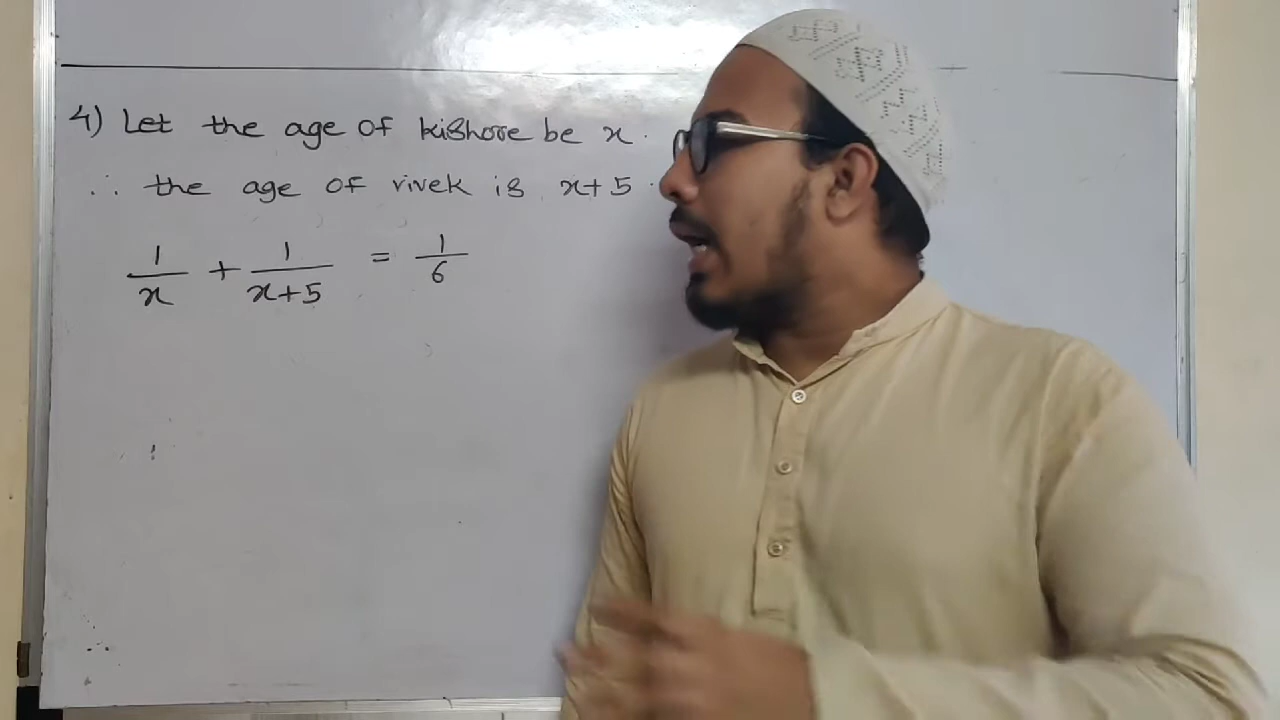 4) Let the age of kishore be x.
∴ the age of vivek is x+5.
1/x + 1/x+5 = 1/6